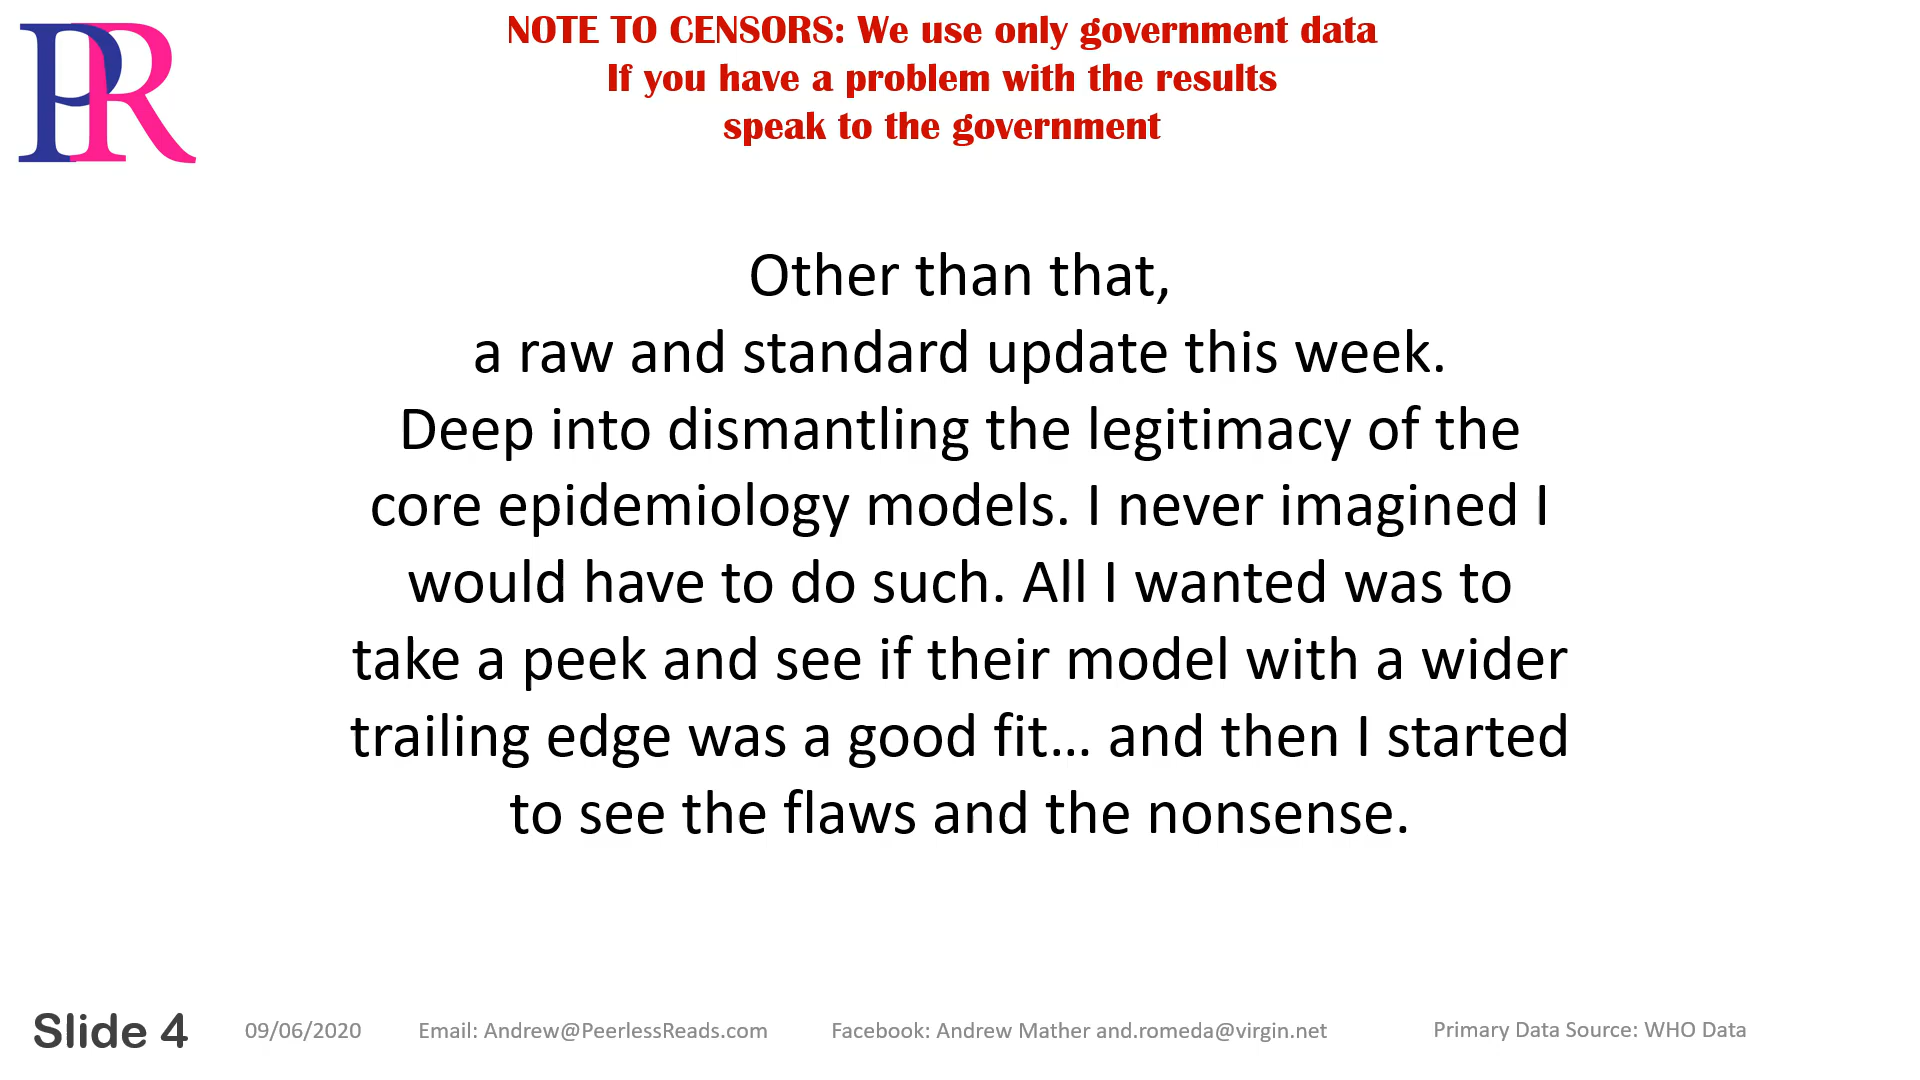 PR
NOTE TO CENSORS: We use only government data
If you have a problem with the results
speak to the government
Other than that,
a raw and standard update this week.
Deep into dismantling the legitimacy of the
core epidemiology models. I never imagined I
would have to do such. All I wanted was to
take a peek and see if their model with a wider
trailing edge was a good fit... and then I started
to see the flaws and the nonsense.
Slide 4 09/06/2020 Email: Andrew@PeerlessReads.com Facebook: Andrew Mather and.romeda@virgin.net Primary Data Source: WHO Data